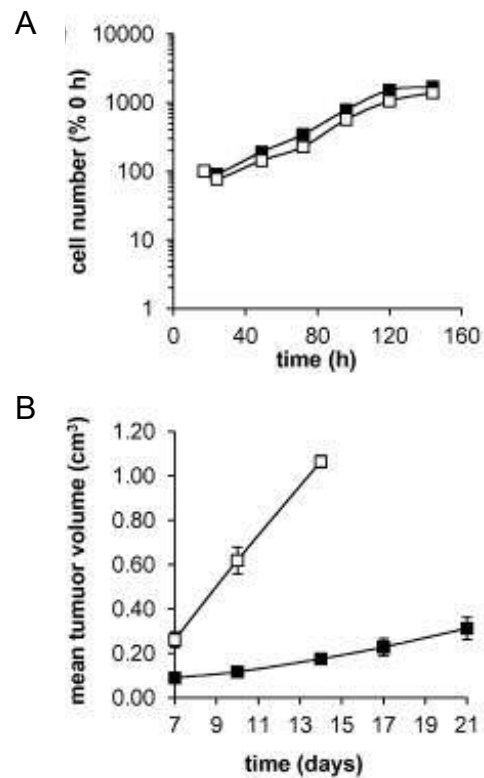 A
10000
1000
100
10
1
cell number (% 0 h)
0 40 80 120 160
time (h)
B
1.20
1.00
0.80
0.60
0.40
0.20
0.00
mean tumuor volume (cm³)
7 9 11 13 15 17 19 21
time (days)